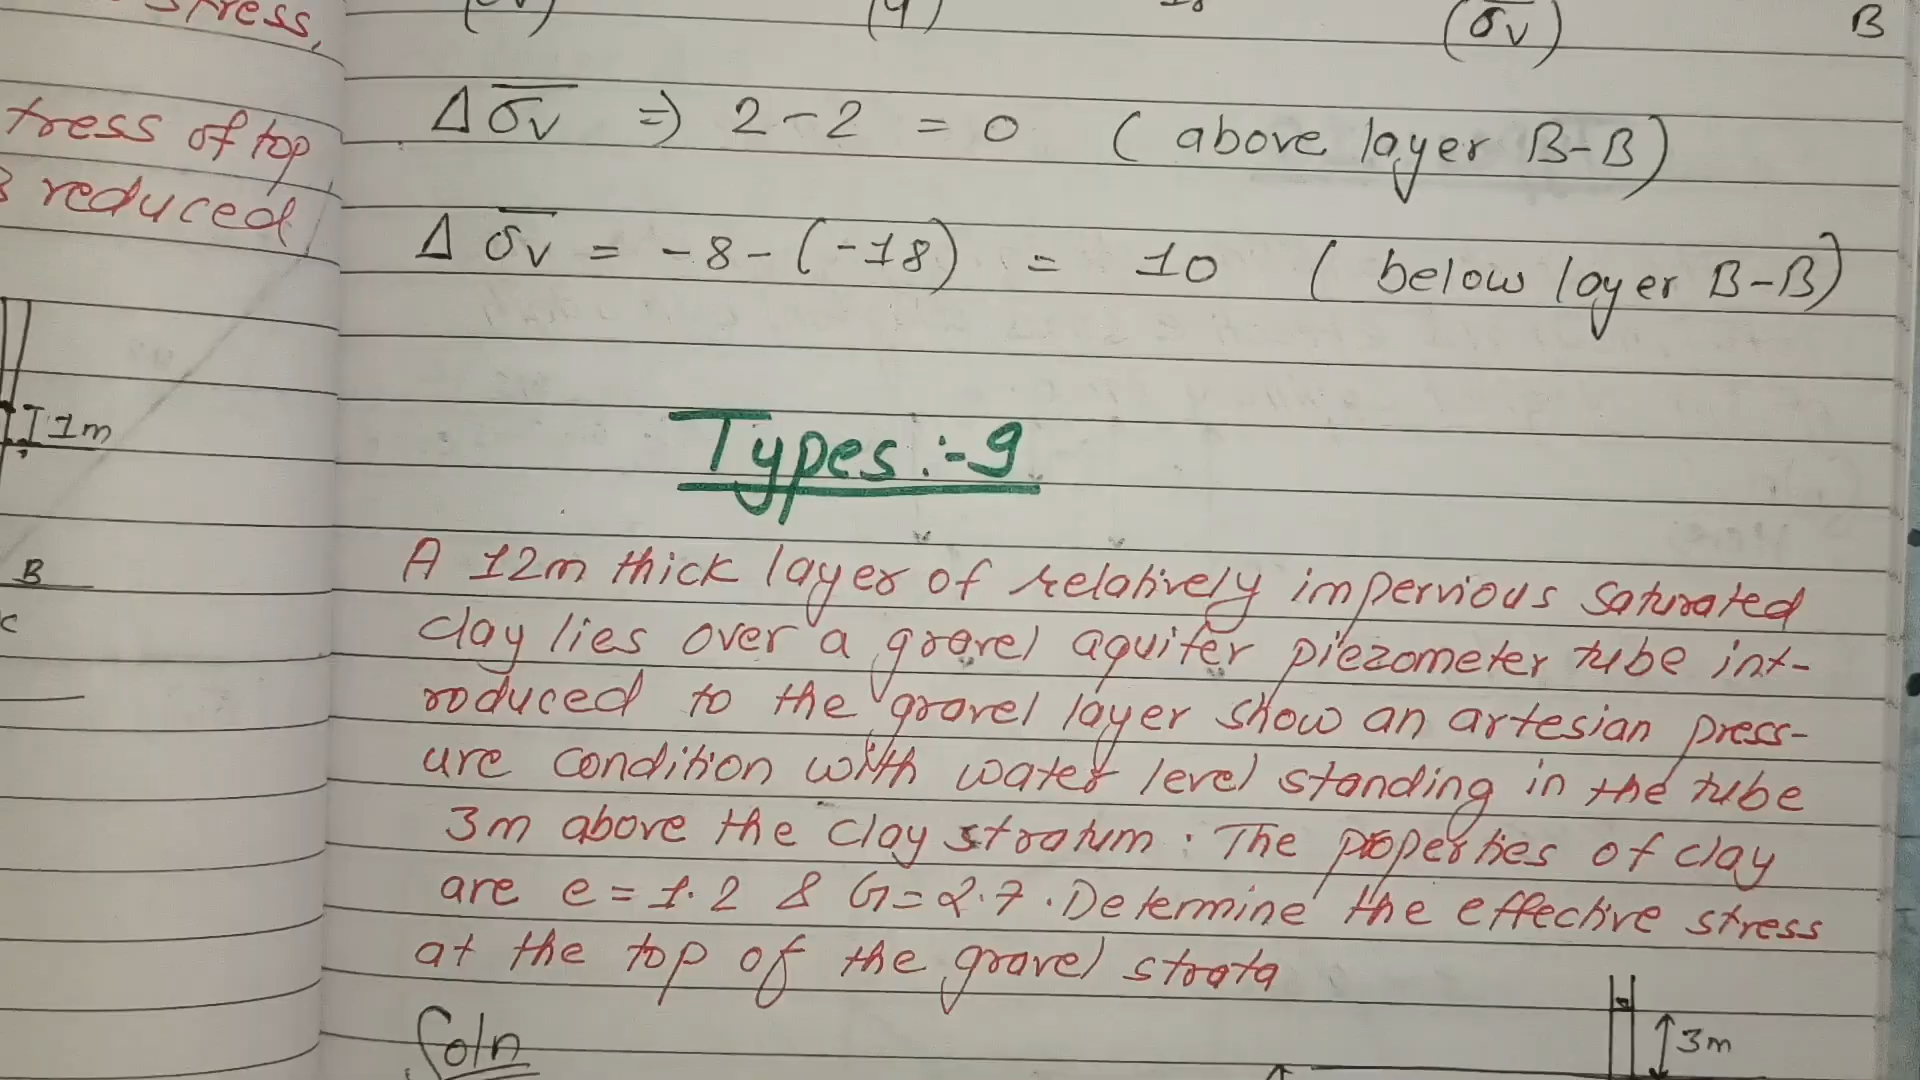 stress,
tress of top
reduced
I 1m
B
c
(σv)
B
Δσv => 2-2 = 0 (above layer B-B)
Δσv = -8-(-18) = 10 (below layer B-B)
Types:-9
A 12m thick layer of relatively impervious saturated
clay lies over a gravel aquifer piezometer tube int-
roduced to the gravel layer show an artesian press-
ure condition with water level standing in the tube
3m above the clay stratum. The properties of clay
are e = 1.2 & G=2.7. Determine the effective stress
at the top of the gravel strata
Soln
3m